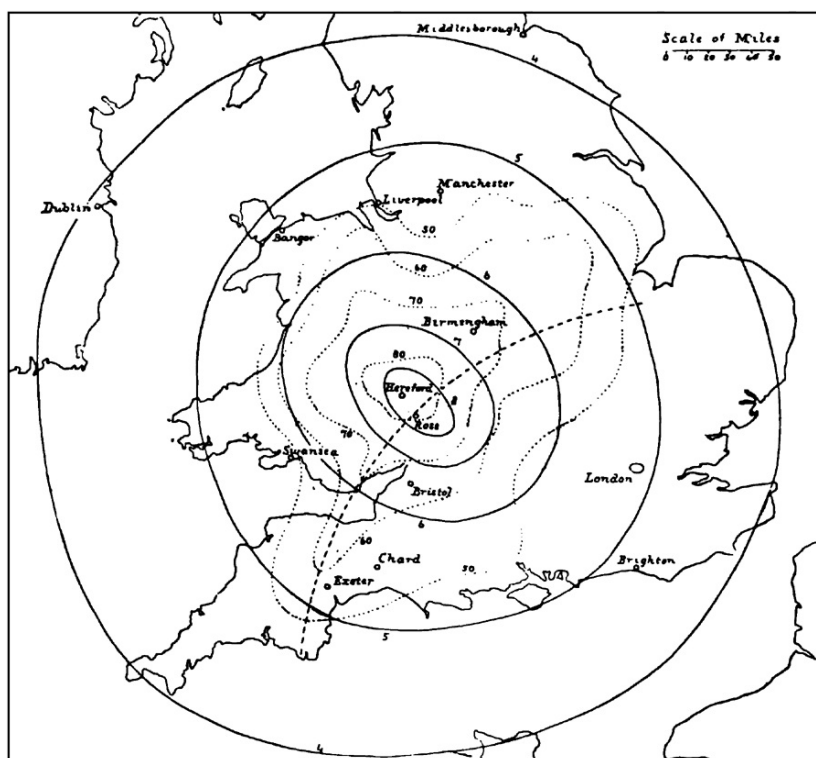 Middlesborough
4
Scale of Miles
0 10 20 30 40 50
5
Manchester
Liverpool
Dublin
50
Bangor
60
6
70
Birmingham
7
80
Hereford
8
Ross
70
Swansea
London
Bristol
6
60
Chard
50
Brighton
Exeter
5
4